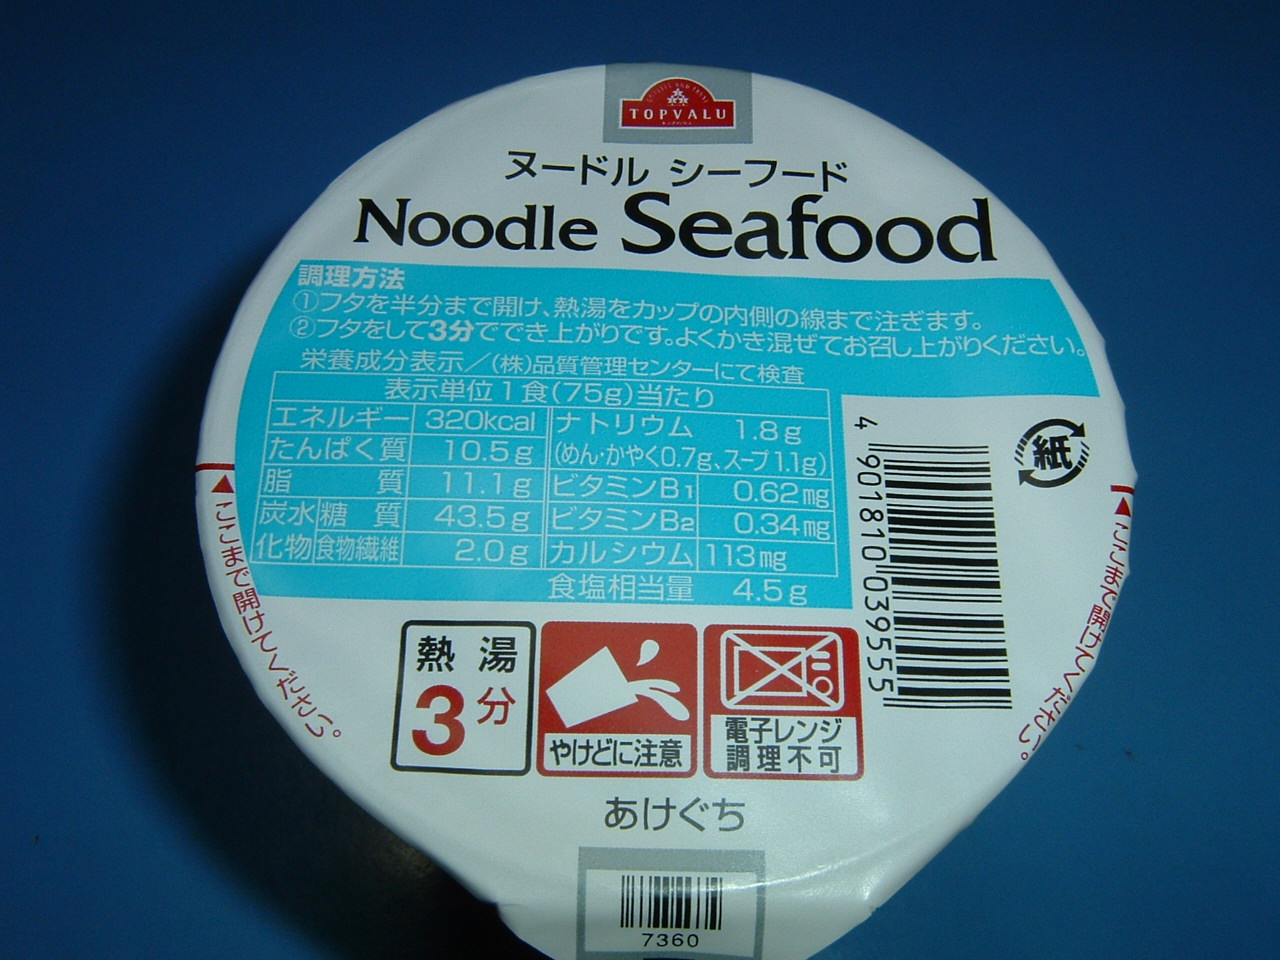 TOPVALU
ヌードル シーフード
Noodle Seafood
調理方法
①フタを半分まで開け、熱湯をカップの内側の線まで注ぎます。
②フタをして3分ででき上がりです。よくかき混ぜてお召し上がりください。
栄養成分表示/(株)品質管理センターにて検査
表示単位1食(75g)当たり
エネルギー 320kcal
たんぱく質 10.5g
脂質 11.1g
炭水化物 糖質 43.5g
食物繊維 2.0g
ナトリウム 1.8g
(めん・かやく0.7g、スープ1.1g)
ビタミンB1 0.62mg
ビタミンB2 0.34mg
カルシウム 113mg
食塩相当量 4.5g
4 901810 039555
紙
ここまで開けてください。
ここまで開けてください。
熱湯
3分
やけどに注意
電子レンジ
調理不可
あけぐち
7360